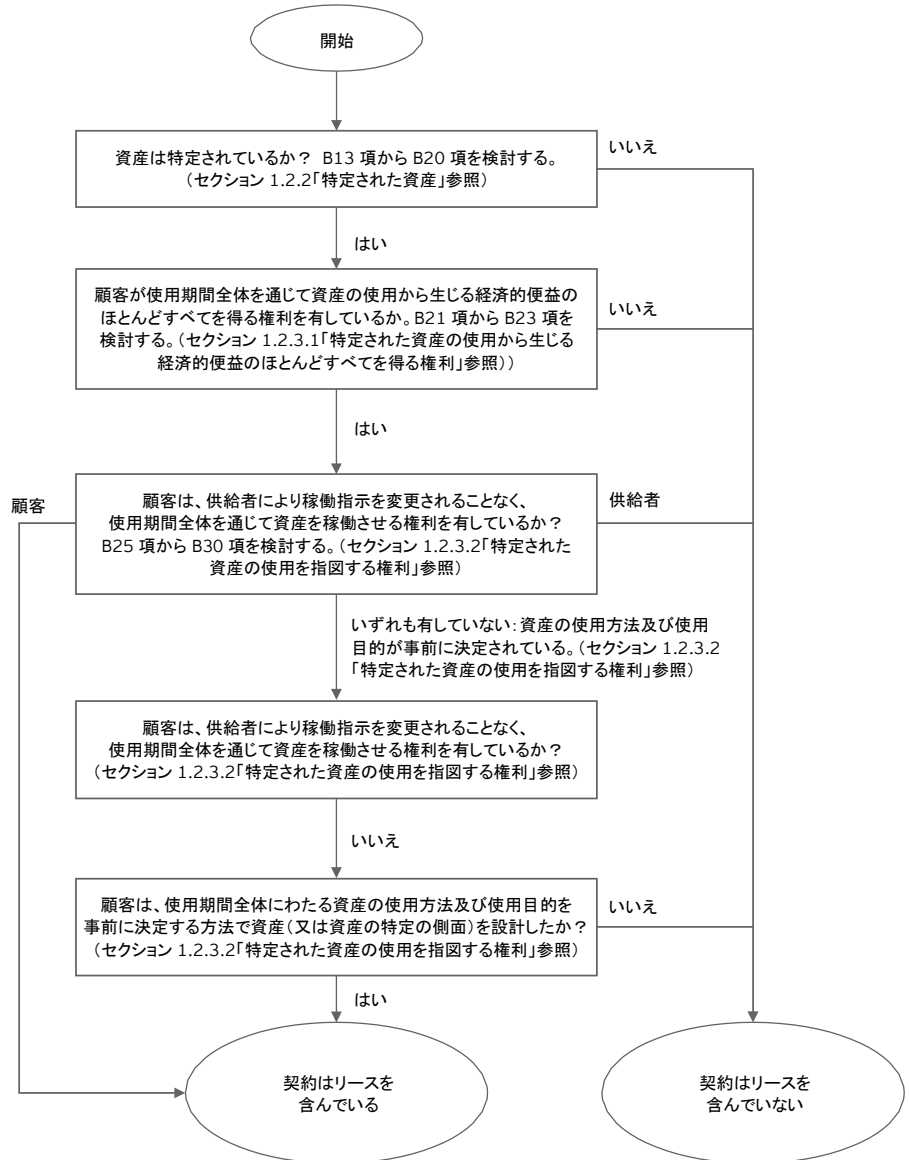 開始
資産は特定されているか？ B13 項から B20 項を検討する。
（セクション 1.2.2「特定された資産」参照）
いいえ
はい
顧客が使用期間全体を通じて資産の使用から生じる経済的便益の
ほとんどすべてを得る権利を有しているか。B21 項から B23 項を
検討する。（セクション 1.2.3.1「特定された資産の使用から生じる
経済的便益のほとんどすべてを得る権利」参照））
いいえ
はい
顧客
顧客は、供給者により稼働指示を変更されることなく、
使用期間全体を通じて資産を稼働させる権利を有しているか？
B25 項から B30 項を検討する。（セクション 1.2.3.2「特定された
資産の使用を指図する権利」参照）
供給者
いずれも有していない：資産の使用方法及び使用
目的が事前に決定されている。（セクション 1.2.3.2
「特定された資産の使用を指図する権利」参照）
顧客は、供給者により稼働指示を変更されることなく、
使用期間全体を通じて資産を稼働させる権利を有しているか？
（セクション 1.2.3.2「特定された資産の使用を指図する権利」参照）
いいえ
顧客は、使用期間全体にわたる資産の使用方法及び使用目的を
事前に決定する方法で資産（又は資産の特定の側面）を設計したか？
（セクション 1.2.3.2「特定された資産の使用を指図する権利」参照）
いいえ
はい
契約はリースを
含んでいる
契約はリースを
含んでいない